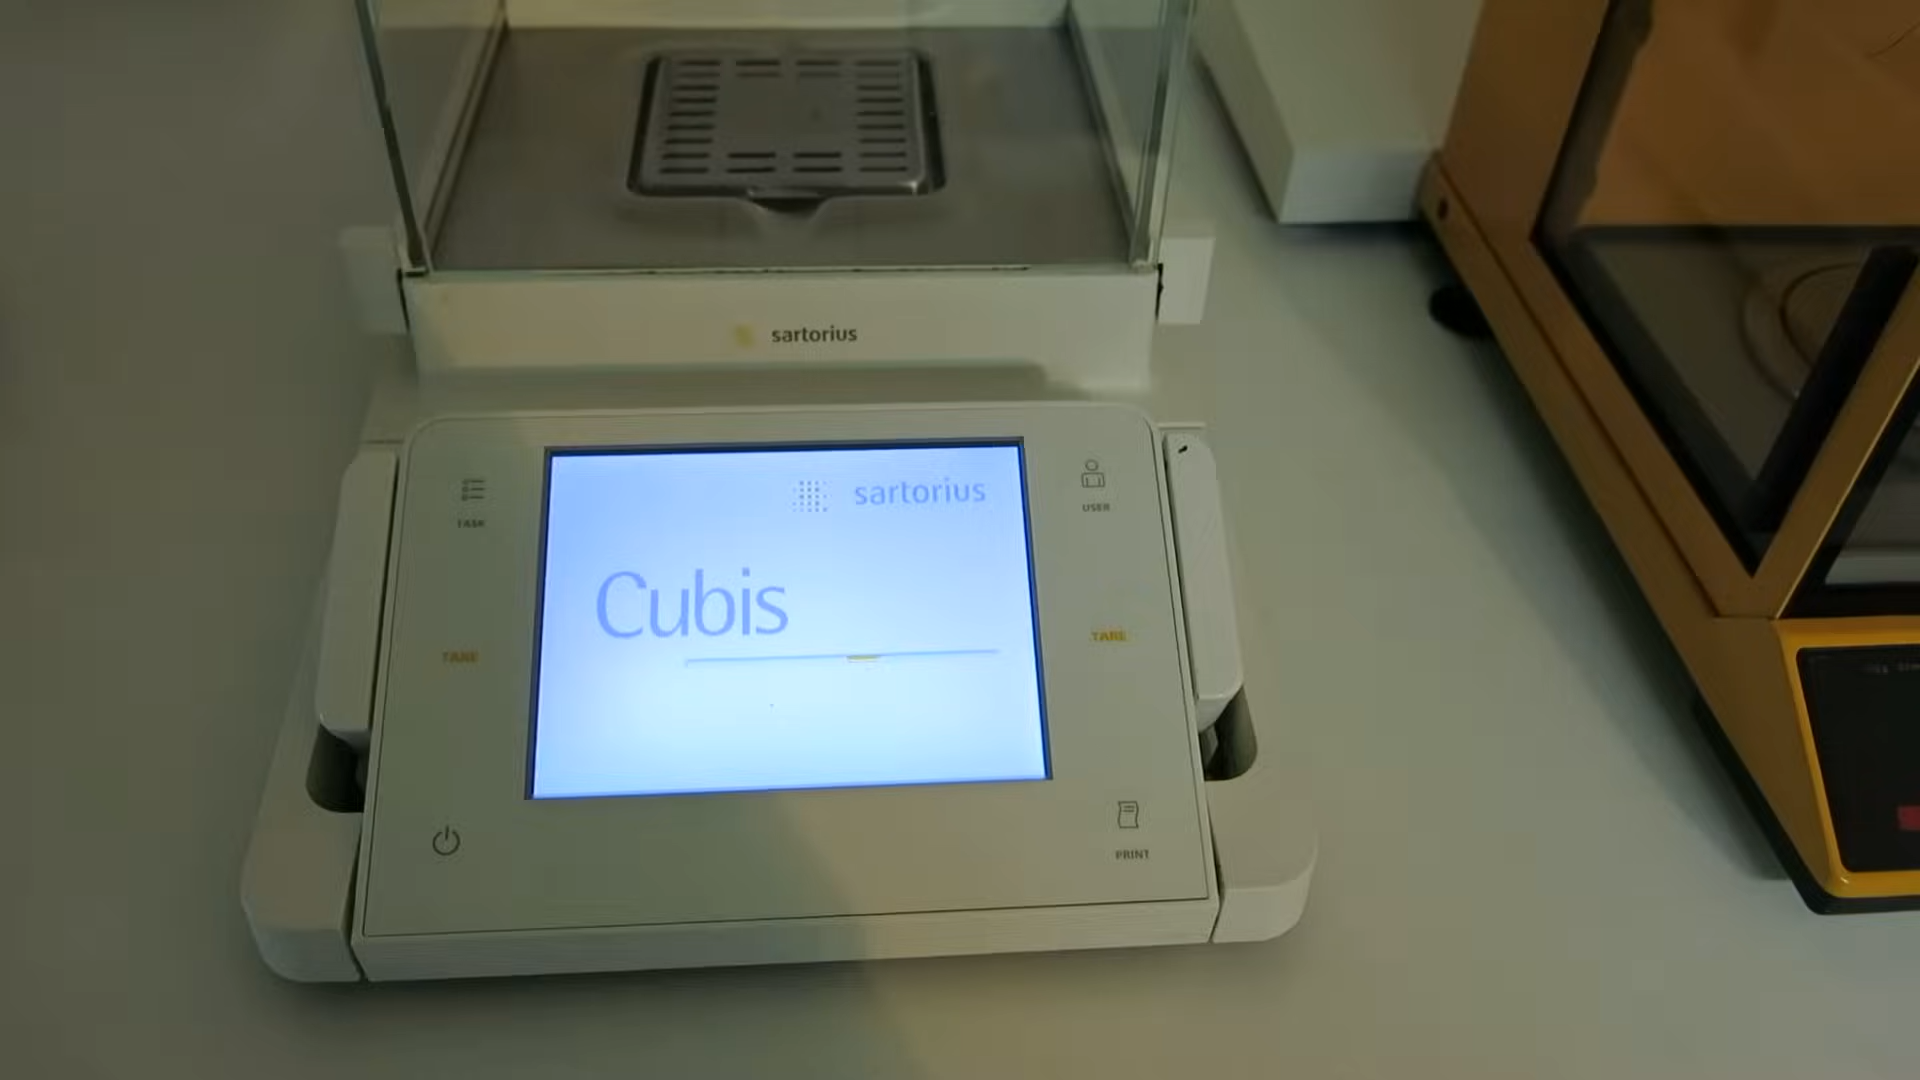 sartorius
sartorius
TASK
USER
Cubis
TARE
TARE
PRINT